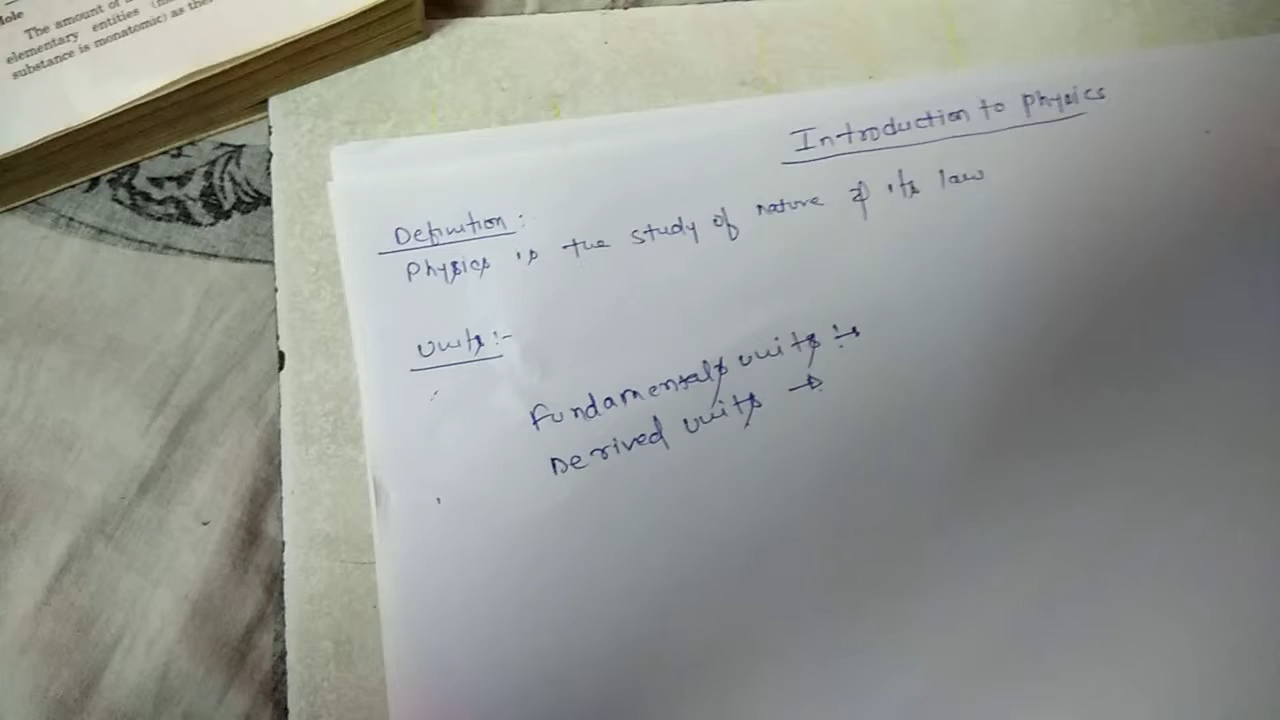 Mole
The amount of
elementary entities
substance is monatomic) as
Introduction to Physics
Definition:
Physics is the study of nature & its law
Units:-
Fundamentals units :→
Derived units →